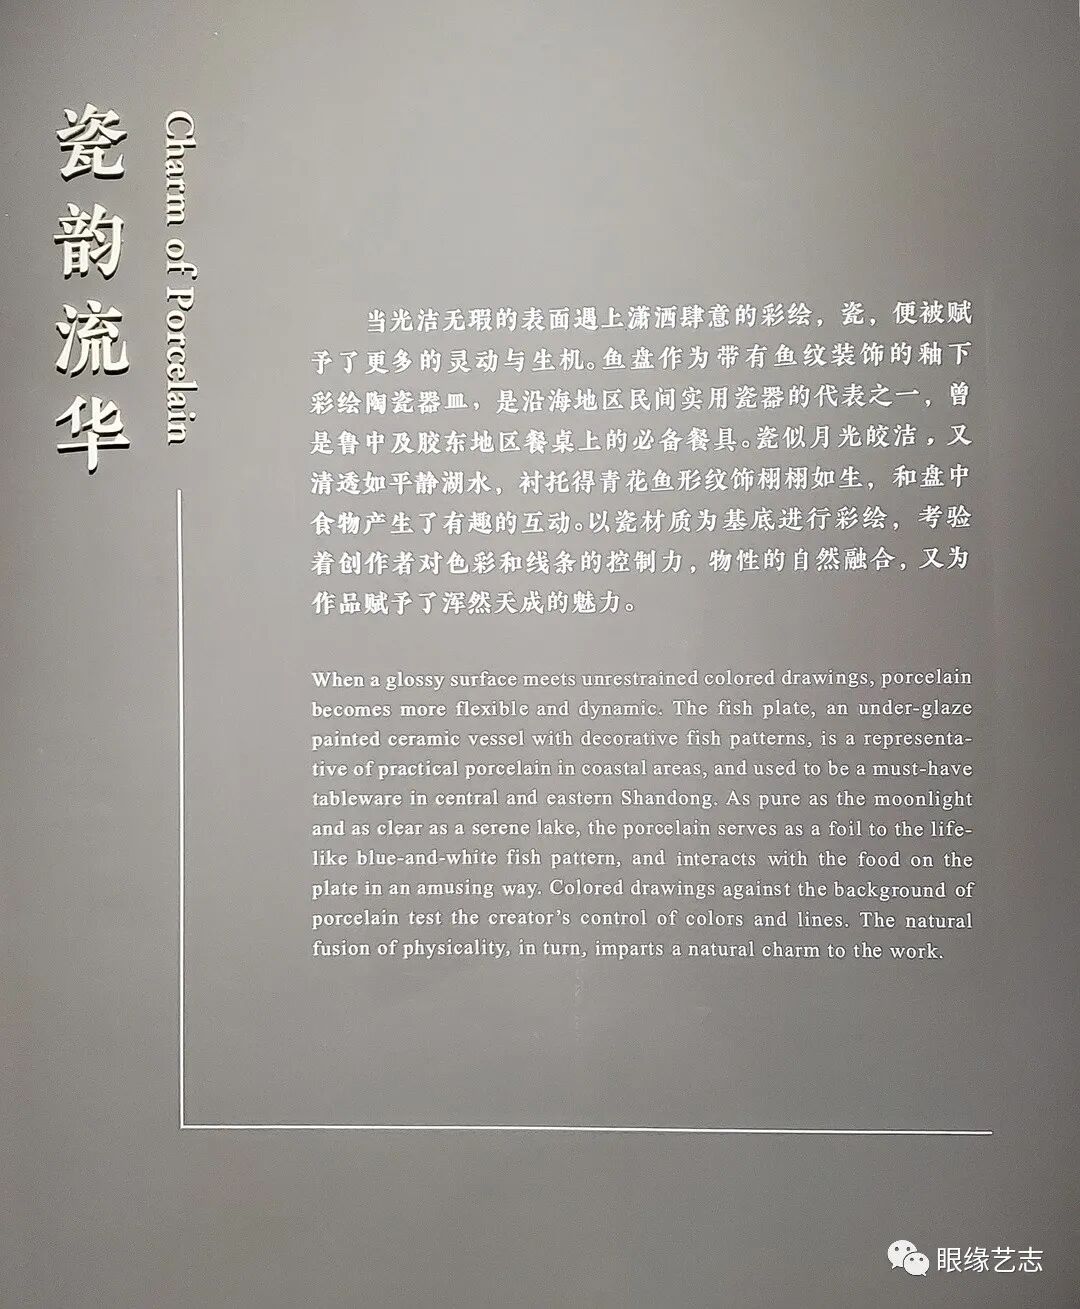 瓷韵流华
Charm of Porcelain
当光洁无瑕的表面遇上潇洒肆意的彩绘，瓷，便被赋
予了更多的灵动与生机。鱼盘作为带有鱼纹装饰的釉下
彩绘陶瓷器皿，是沿海地区民间实用瓷器的代表之一，曾
是鲁中及胶东地区餐桌上的必备餐具。瓷似月光皎洁，又
清透如平静湖水，衬托得青花鱼形纹饰栩栩如生，和盘中
食物产生了有趣的互动。以瓷材质为基底进行彩绘，考验
着创作者对色彩和线条的控制力，物性的自然融合，又为
作品赋予了浑然天成的魅力。
When a glossy surface meets unrestrained colored drawings, porcelain
becomes more flexible and dynamic. The fish plate, an under-glaze
painted ceramic vessel with decorative fish patterns, is a representa-
tive of practical porcelain in coastal areas, and used to be a must-have
tableware in central and eastern Shandong. As pure as the moonlight
and as clear as a serene lake, the porcelain serves as a foil to the life-
like blue-and-white fish pattern, and interacts with the food on the
plate in an amusing way. Colored drawings against the background of
porcelain test the creator's control of colors and lines. The natural
fusion of physicality, in turn, imparts a natural charm to the work.
眼缘艺志